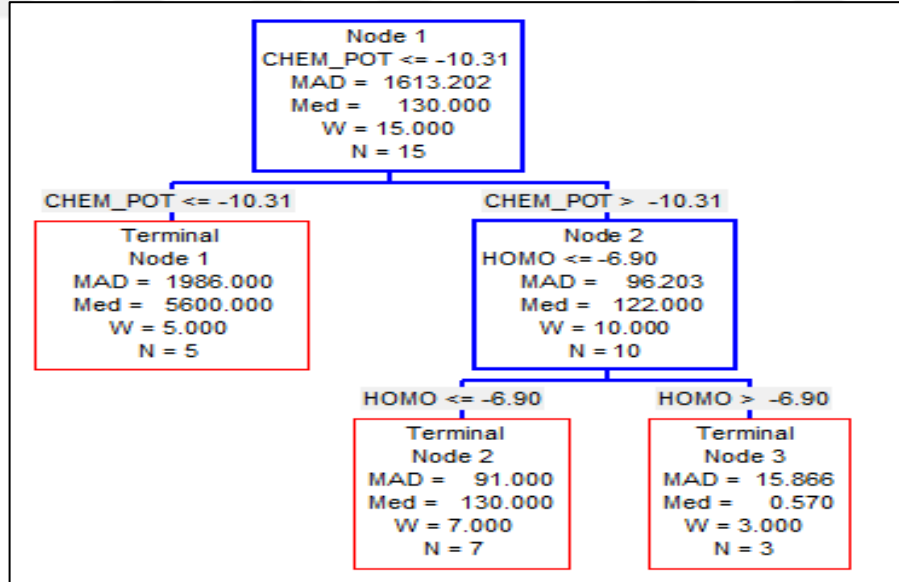 Node 1
CHEM_POT <= -10.31
MAD = 1613.202
Med = 130.000
W = 15.000
N = 15
CHEM_POT <= -10.31
CHEM_POT > -10.31
Terminal
Node 1
MAD = 1986.000
Med = 5600.000
W = 5.000
N = 5
Node 2
HOMO <= -6.90
MAD = 96.203
Med = 122.000
W = 10.000
N = 10
HOMO <= -6.90
HOMO > -6.90
Terminal
Node 2
MAD = 91.000
Med = 130.000
W = 7.000
N = 7
Terminal
Node 3
MAD = 15.866
Med = 0.570
W = 3.000
N = 3